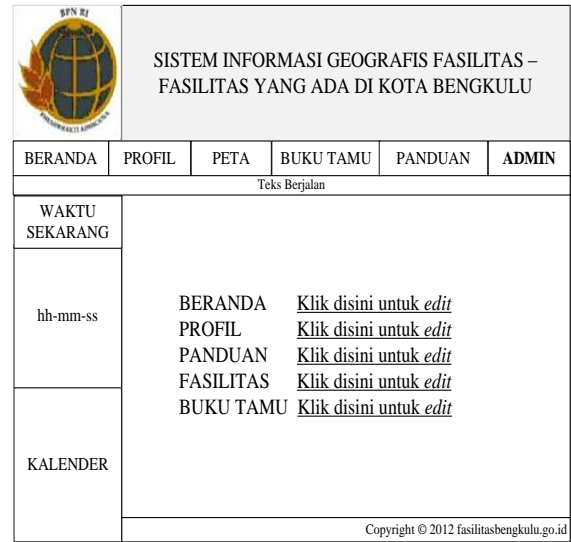 BPN RI
SISTEM INFORMASI GEOGRAFIS FASILITAS –
FASILITAS YANG ADA DI KOTA BENGKULU
BERANDA PROFIL PETA BUKU TAMU PANDUAN ADMIN
Teks Berjalan
WAKTU
SEKARANG
hh-mm-ss
KALENDER
BERANDA Klik disini untuk edit
PROFIL Klik disini untuk edit
PANDUAN Klik disini untuk edit
FASILITAS Klik disini untuk edit
BUKU TAMU Klik disini untuk edit
Copyright © 2012 fasilitasbengkulu.go.id